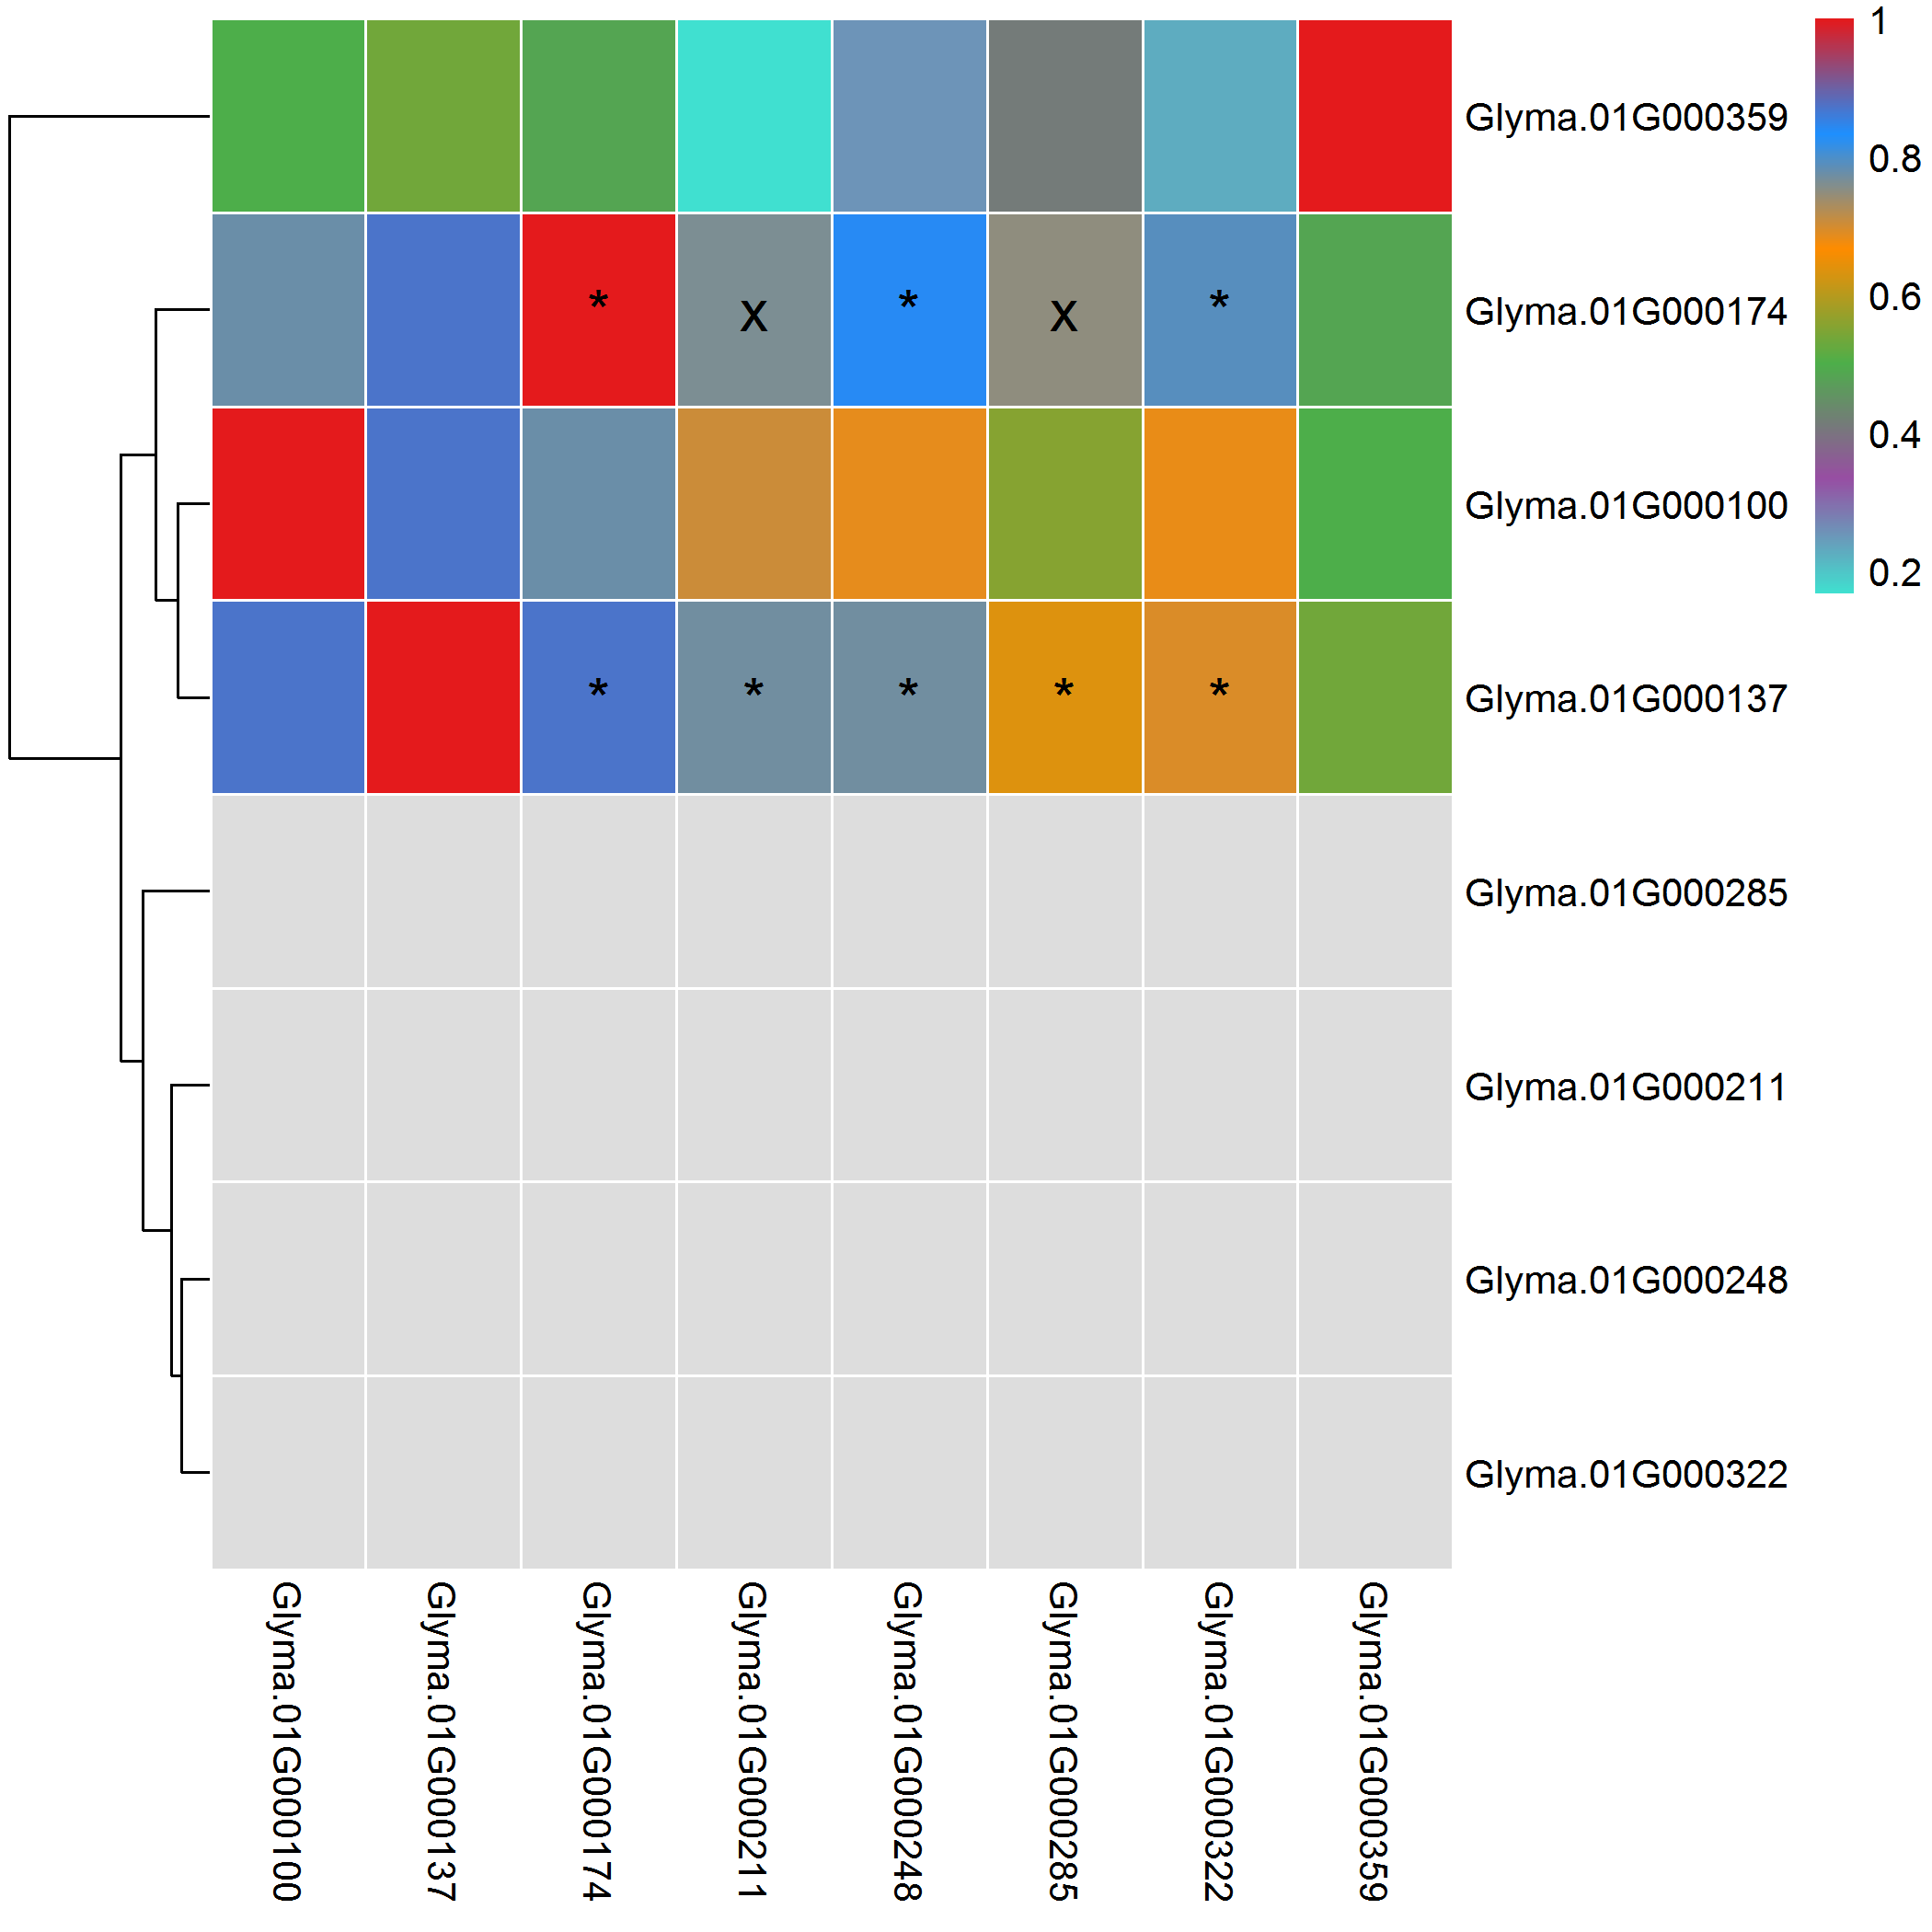 1
0.8
0.6
0.4
0.2
Glyma.01G000359
Glyma.01G000174
* x * x *
Glyma.01G000100
Glyma.01G000137
* * * * *
Glyma.01G000285
Glyma.01G000211
Glyma.01G000248
Glyma.01G000322
Glyma.01G000100
Glyma.01G000137
Glyma.01G000174
Glyma.01G000211
Glyma.01G000248
Glyma.01G000285
Glyma.01G000322
Glyma.01G000359